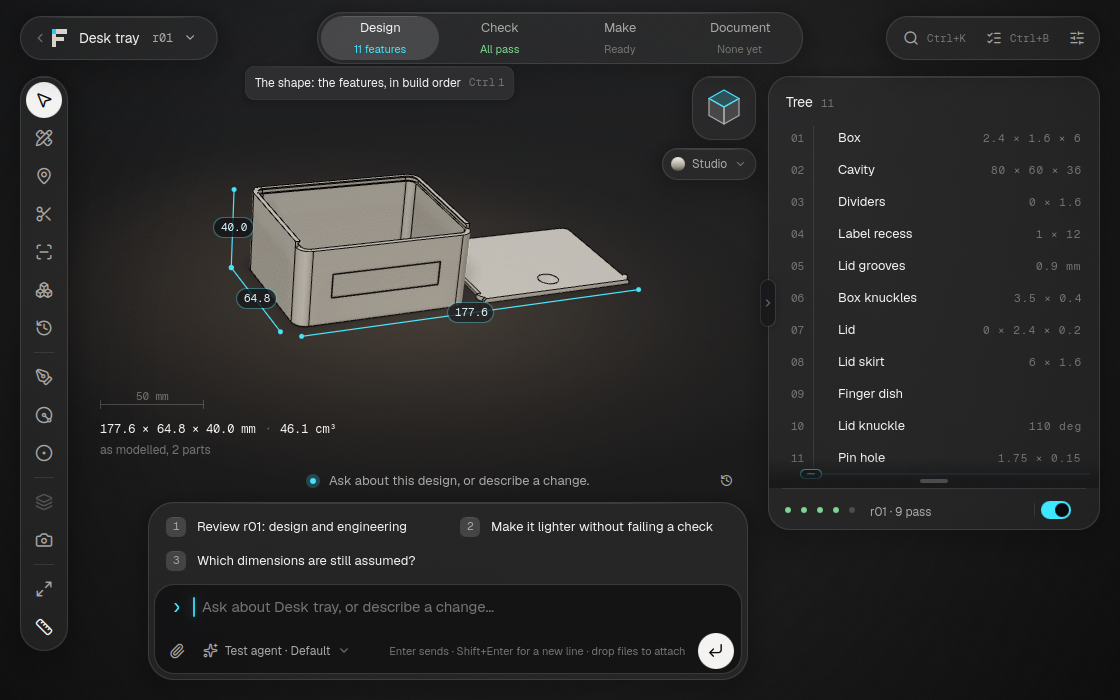 Desk tray r01
Design
11 features
Check
All pass
Make
Ready
Document
None yet
Ctrl+K
Ctrl+B
The shape: the features, in build order Ctrl 1
Studio
40.0
64.8
177.6
50 mm
177.6 × 64.8 × 40.0 mm · 46.1 cm³
as modelled, 2 parts
Tree 11
01 Box 2.4 × 1.6 × 6
02 Cavity 80 × 60 × 36
03 Dividers 0 × 1.6
04 Label recess 1 × 12
05 Lid grooves 0.9 mm
06 Box knuckles 3.5 × 0.4
07 Lid 0 × 2.4 × 0.2
08 Lid skirt 6 × 1.6
09 Finger dish
10 Lid knuckle 110 deg
11 Pin hole 1.75 × 0.15
r01 · 9 pass
Ask about this design, or describe a change.
1 Review r01: design and engineering
2 Make it lighter without failing a check
3 Which dimensions are still assumed?
Ask about Desk tray, or describe a change…
Test agent · Default
Enter sends · Shift+Enter for a new line · drop files to attach